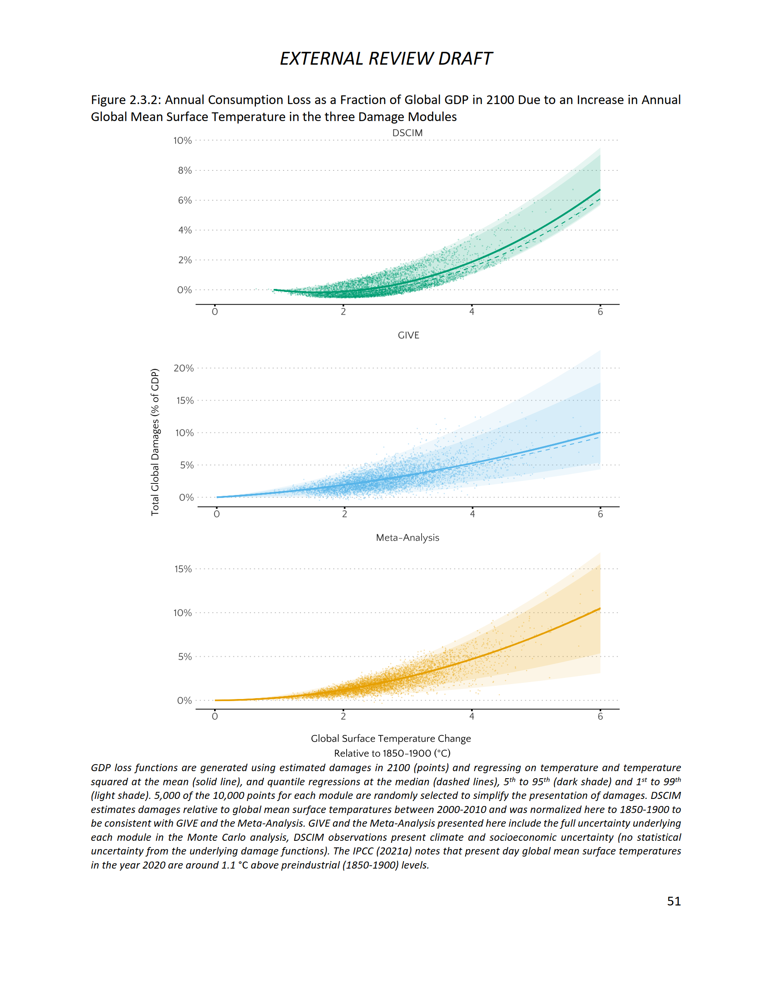 EXTERNAL REVIEW DRAFT
Figure 2.3.2: Annual Consumption Loss as a Fraction of Global GDP in 2100 Due to an Increase in Annual
Global Mean Surface Temperature in the three Damage Modules
DSCIM
10%
8%
6%
4%
2%
0%
0 2 4 6
GIVE
Total Global Damages (% of GDP)
20%
15%
10%
5%
0%
0 2 4 6
Meta-Analysis
15%
10%
5%
0%
0 2 4 6
Global Surface Temperature Change
Relative to 1850-1900 (°C)
GDP loss functions are generated using estimated damages in 2100 (points) and regressing on temperature and temperature
squared at the mean (solid line), and quantile regressions at the median (dashed lines), 5th to 95th (dark shade) and 1st to 99th
(light shade). 5,000 of the 10,000 points for each module are randomly selected to simplify the presentation of damages. DSCIM
estimates damages relative to global mean surface temparatures between 2000-2010 and was normalized here to 1850-1900 to
be consistent with GIVE and the Meta-Analysis. GIVE and the Meta-Analysis presented here include the full uncertainty underlying
each module in the Monte Carlo analysis, DSCIM observations present climate and socioeconomic uncertainty (no statistical
uncertainty from the underlying damage functions). The IPCC (2021a) notes that present day global mean surface temperatures
in the year 2020 are around 1.1 °C above preindustrial (1850-1900) levels.
51